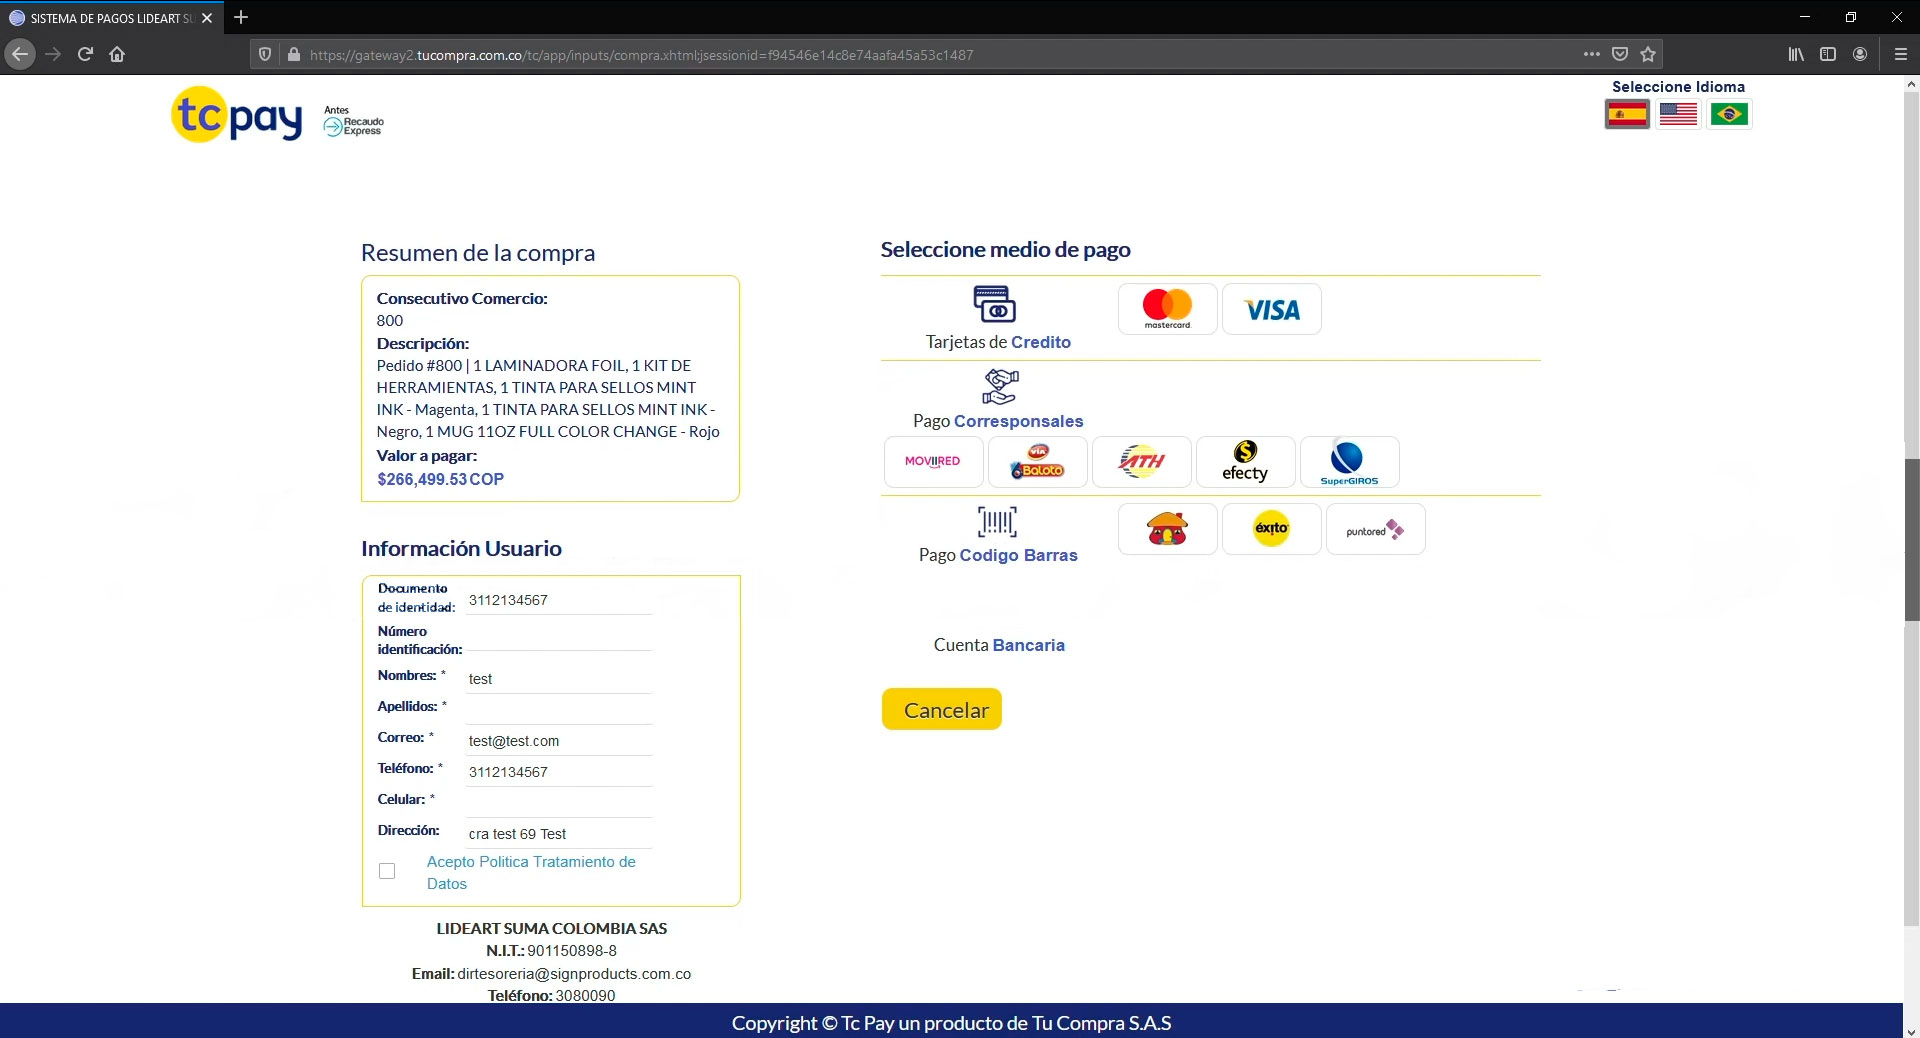 SISTEMA DE PAGOS LIDEART SU
https://gateway2.tucompra.com.co/tc/app/inputs/compra.xhtml;jsessionid=f94546e14c8e74aafa45a53c1487
tcpay
Antes
Recaudo
Express
Seleccione Idioma
Resumen de la compra
Consecutivo Comercio:
800
Descripción:
Pedido #800 | 1 LAMINADORA FOIL, 1 KIT DE
HERRAMIENTAS, 1 TINTA PARA SELLOS MINT
INK - Magenta, 1 TINTA PARA SELLOS MINT INK -
Negro, 1 MUG 11OZ FULL COLOR CHANGE - Rojo
Valor a pagar:
$266,499.53 COP
Información Usuario
Documento
de identidad: 3112134567
Número
identificación:
Nombres: * test
Apellidos: *
Correo: * test@test.com
Teléfono: * 3112134567
Celular: *
Dirección: cra test 69 Test
Acepto Politica Tratamiento de
Datos
LIDEART SUMA COLOMBIA SAS
N.I.T.: 901150898-8
Email: dirtesoreria@signproducts.com.co
Teléfono: 3080090
Seleccione medio de pago
Tarjetas de Credito
mastercard.
VISA
Pago Corresponsales
MOVIIRED
VIA
Baloto
ATH
$
efecty
SuperGIROS
Pago Codigo Barras
éxito
puntored
Cuenta Bancaria
Cancelar
Copyright © Tc Pay un producto de Tu Compra S.A.S